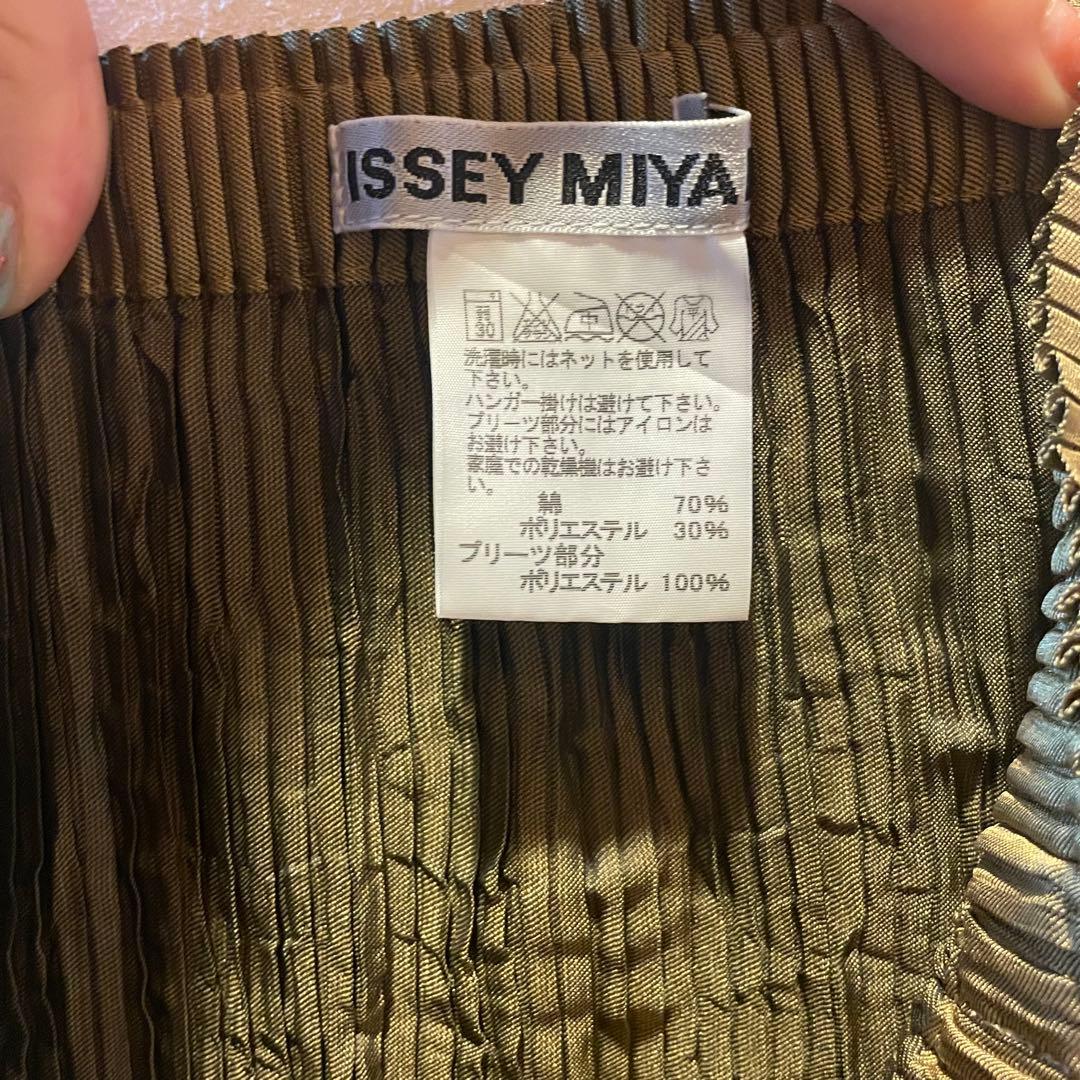 ISSEY MIYA
30 中
洗濯時にはネットを使用して
下さい。
ハンガー掛けは避けて下さい。
プリーツ部分にはアイロンは
お避け下さい。
家庭での乾燥機はお避け下さ
い。
綿 70%
ポリエステル 30%
プリーツ部分
ポリエステル 100%